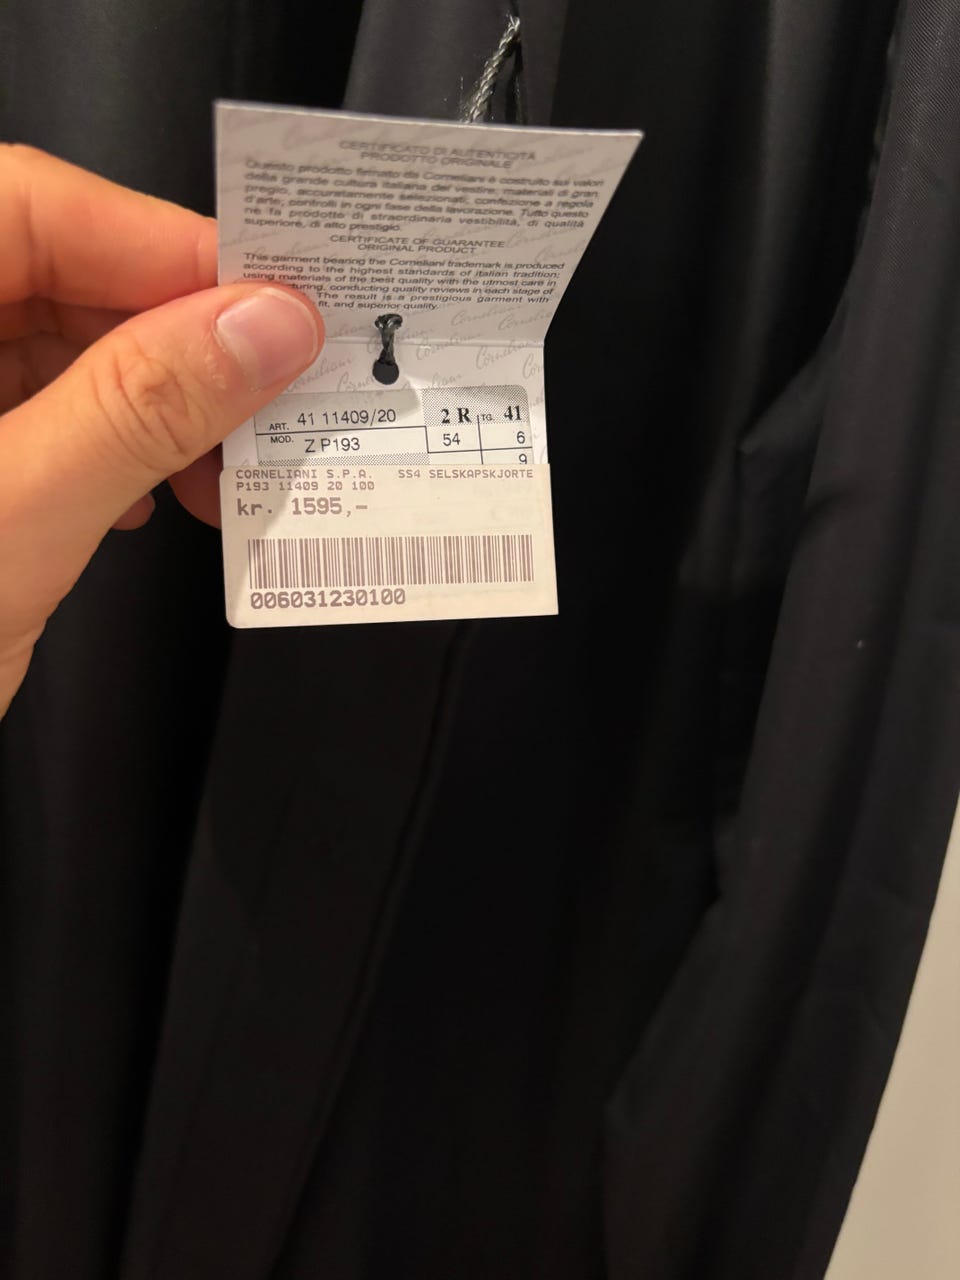 CERTIFICATO DI AUTENTICITÀ
PRODOTTO ORIGINALE
Questo prodotto firmato da Corneliani è costruito sui valori
della grande cultura italiana del vestire: materiali di gran
pregio, accuratamente selezionati, confezione a regola
d'arte, controlli in ogni fase della lavorazione. Tutto questo
ne fa prodotto di straordinaria vestibilità, di qualità
superiore, di alto prestigio.
CERTIFICATE OF GUARANTEE
ORIGINAL PRODUCT
This garment bearing the Corneliani trademark is produced
according to the highest standards of italian tradition;
using materials of the best quality with the utmost care in
turing, conducting quality reviews in each stage of
The result is a prestigious garment with
fit, and superior quality.
Corneliani
ART. 41 11409/20 2 R TG. 41
MOD. Z P193 54 6
9
CORNELIANI S.P.A. SS4 SELSKAPSKJORTE
P193 11409 20 100
kr. 1595,-
006031230100